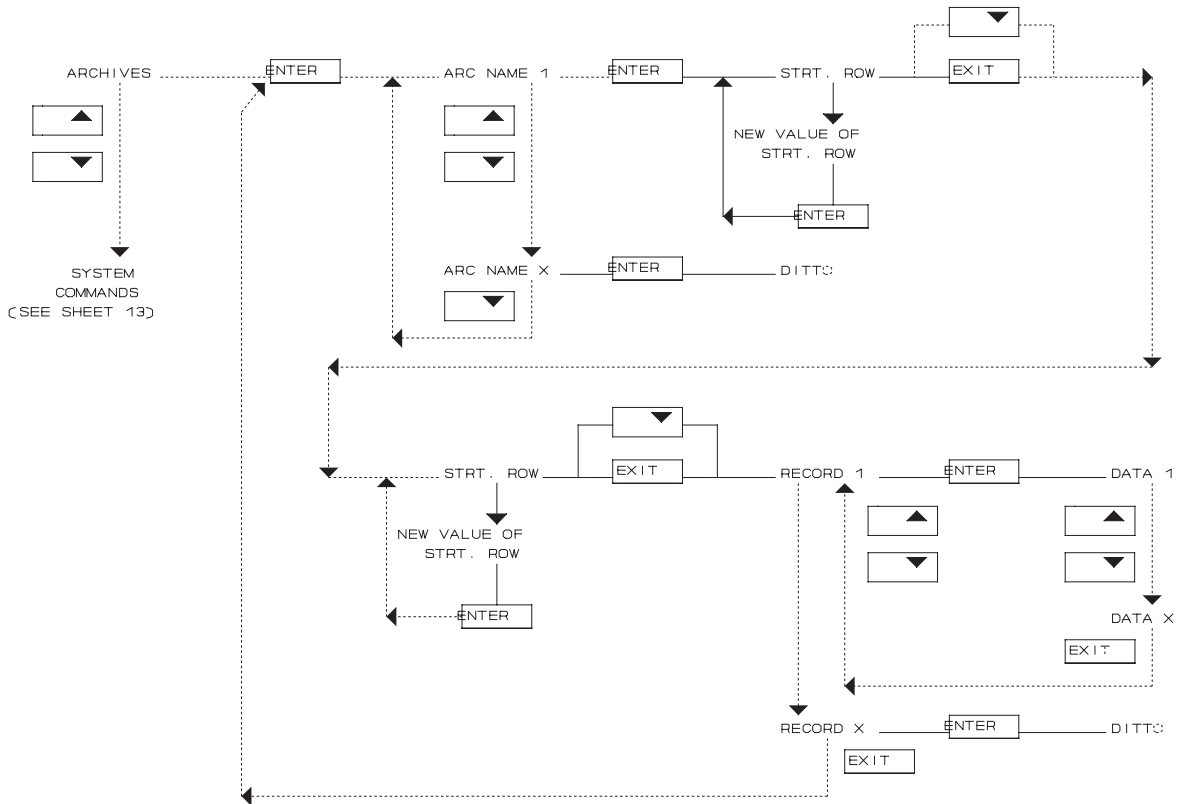 ARCHIVES
ENTER
ARC NAME 1
ENTER
STRT. ROW
EXIT
NEW VALUE OF
STRT. ROW
ENTER
SYSTEM
COMMANDS
(SEE SHEET 13)
ARC NAME X
ENTER
DITTO
STRT. ROW
EXIT
RECORD 1
ENTER
DATA 1
NEW VALUE OF
STRT. ROW
ENTER
DATA X
EXIT
RECORD X
ENTER
DITTO
EXIT